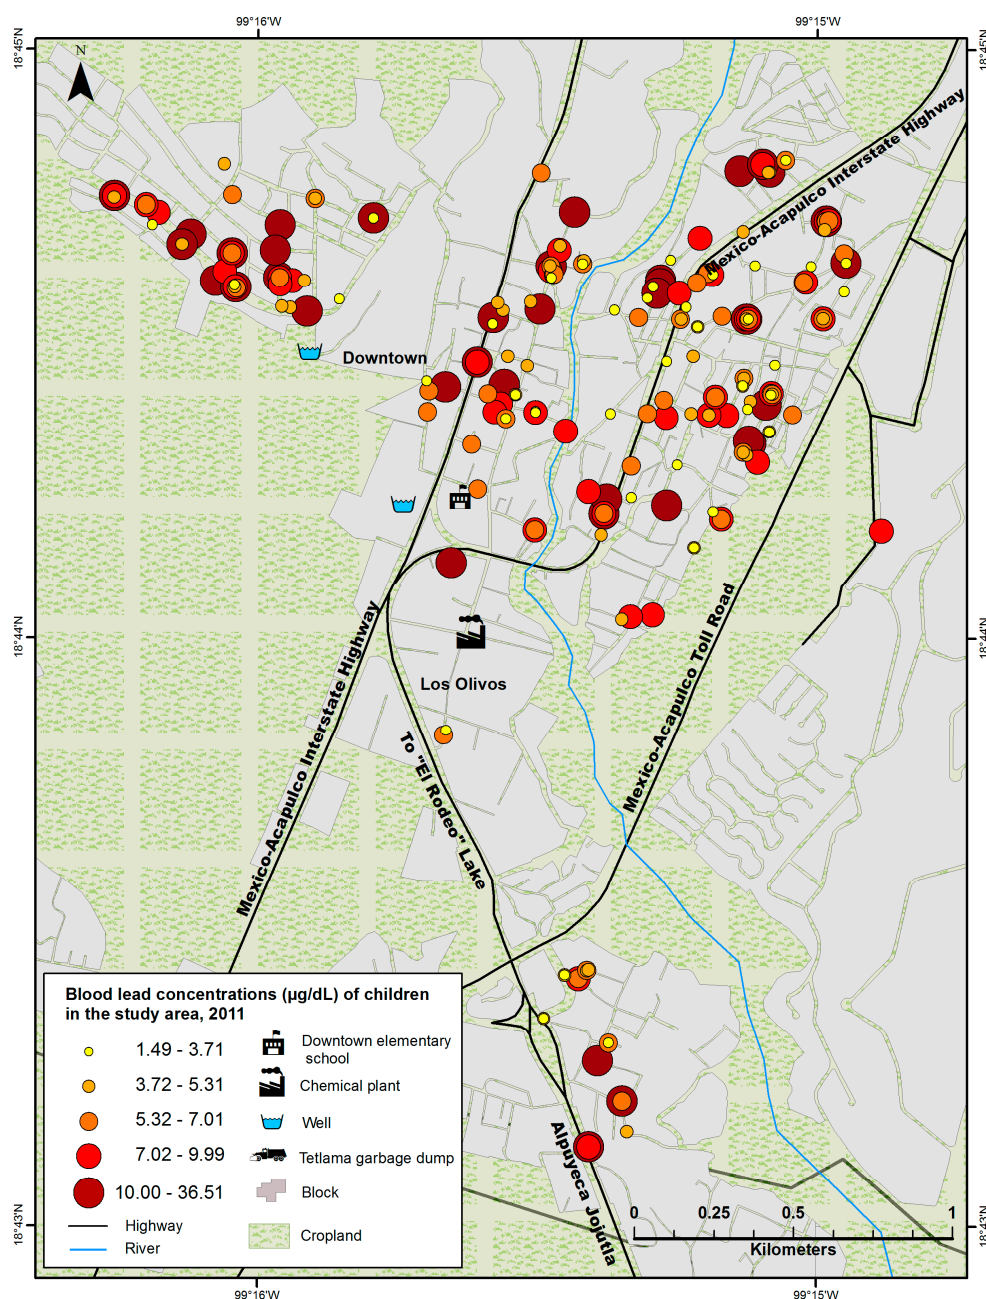 99°16'W
99°15'W
18°45'N
18°45'N
N
Mexico-Acapulco Interstate Highway
Downtown
18°44'N
18°44'N
Mexico-Acapulco Interstate Highway
Mexico-Acapulco Toll Road
Los Olivos
To "El Rodeo" Lake
Blood lead concentrations (µg/dL) of children
in the study area, 2011
1.49 - 3.71
3.72 - 5.31
5.32 - 7.01
7.02 - 9.99
10.00 - 36.51
Highway
River
Downtown elementary
school
Chemical plant
Well
Tetlama garbage dump
Block
Cropland
Alpuyeca Jojutla
0 0.25 0.5 1
Kilometers
18°43'N
18°43'N
99°16'W
99°15'W